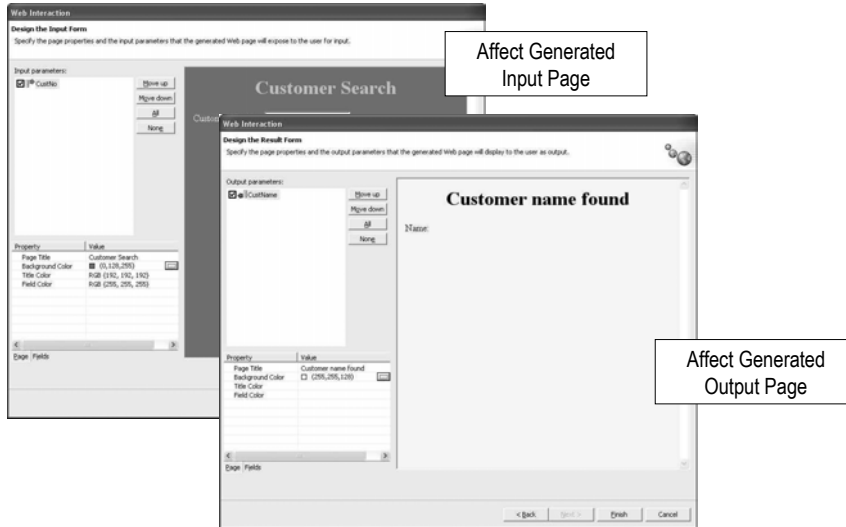 Web Interaction
Design the Input Form
Specify the page properties and the input parameters that the generated Web page will expose to the user for input.
Input parameters:
CustNo
Move up
Move down
All
None
Customer Search
Custom
Property Value
Page Title Customer Search
Background Color (0,128,255)
Title Color RGB (192, 192, 192)
Field Color RGB (255, 255, 255)
Page Fields
Affect Generated
Input Page
Web Interaction
Design the Result Form
Specify the page properties and the output parameters that the generated Web page will display to the user as output.
Output parameters:
CustName
Move up
Move down
All
None
Customer name found
Name:
Property Value
Page Title Customer name found
Background Color (255,255,128)
Title Color
Field Color
Page Fields
< Back Next > Finish Cancel
Affect Generated
Output Page